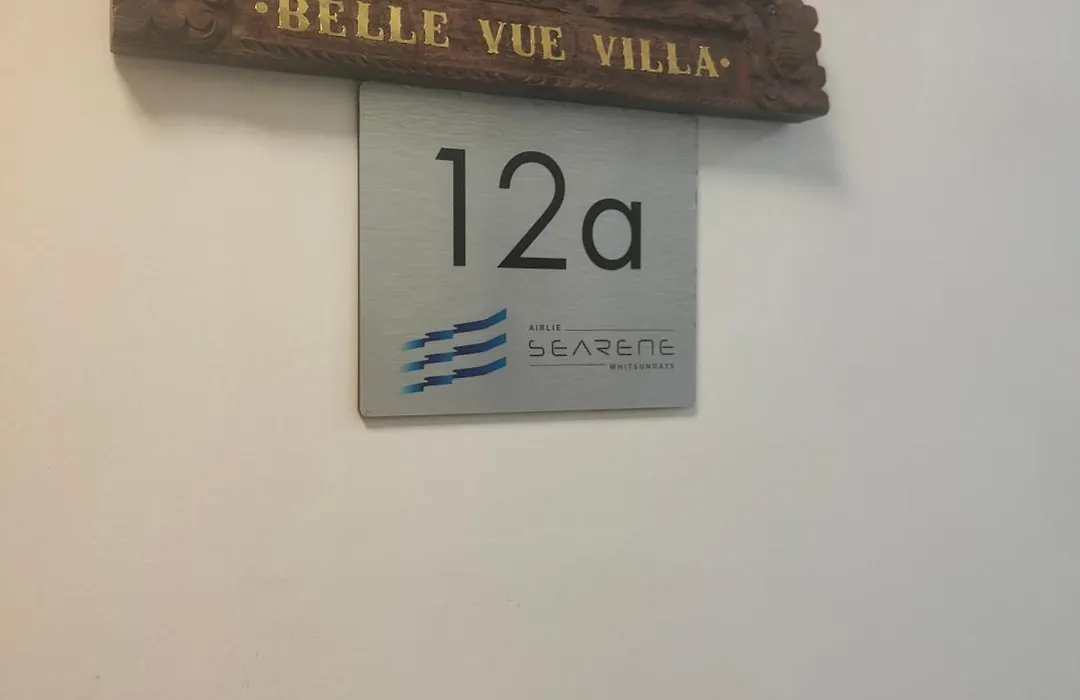 ·BELLE VUE VILLA·
12a
AIRLIE
SEARENE
WHITSUNDAYS